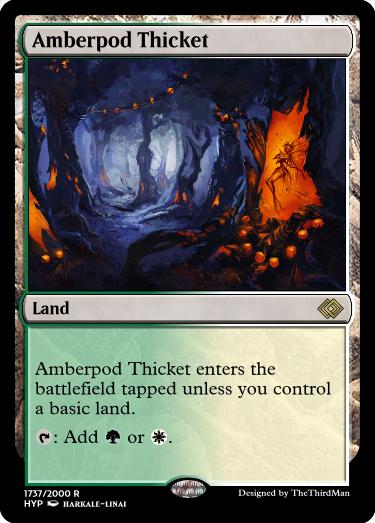 Amberpod Thicket
Land
Amberpod Thicket enters the
battlefield tapped unless you control
a basic land.
: Add or .
1737/2000 R
HYP HARKALE-LINAI
Designed by TheThirdMan